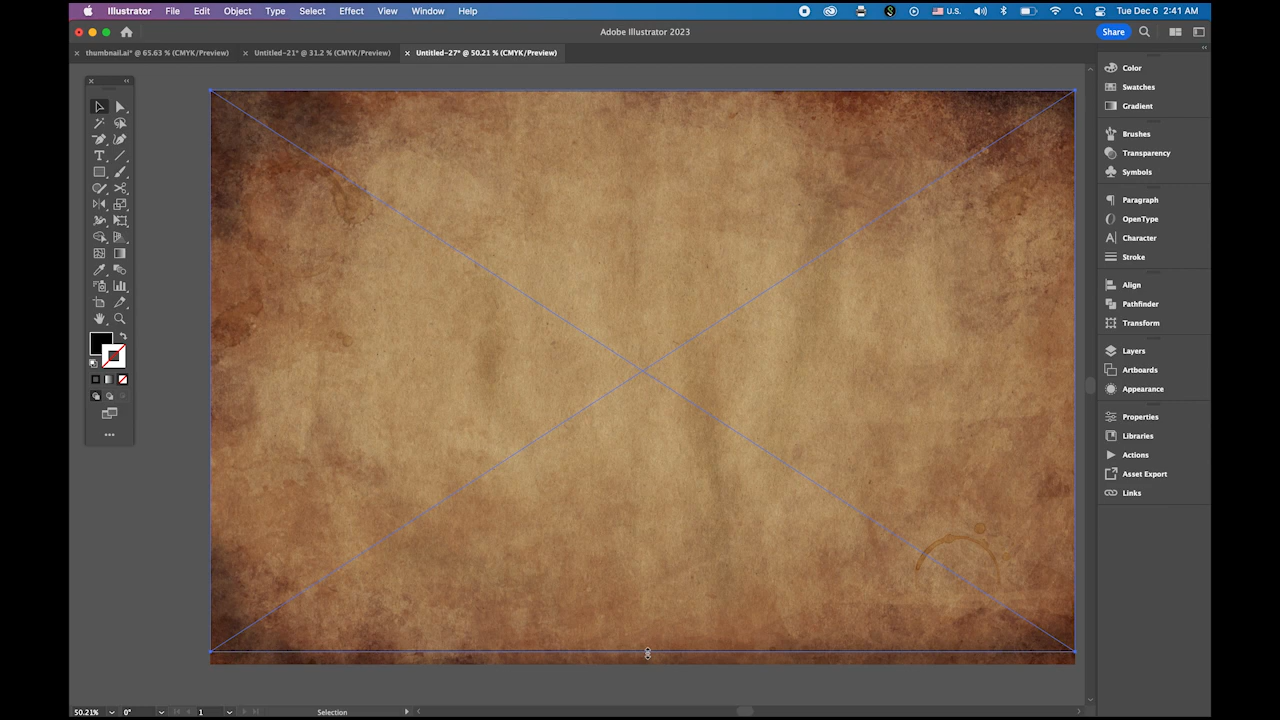 Illustrator File Edit Object Type Select Effect View Window Help U.S. Tue Dec 6 2:41 AM
Adobe Illustrator 2023 Share
× thumbnail.ai* @ 65.63 % (CMYK/Preview) × Untitled-21* @ 31.2 % (CMYK/Preview) × Untitled-27* @ 50.21 % (CMYK/Preview)
Color
Swatches
Gradient
Brushes
Transparency
Symbols
Paragraph
OpenType
Character
Stroke
Align
Pathfinder
Transform
Layers
Artboards
Appearance
Properties
Libraries
Actions
Asset Export
Links
50.21% 0° 1 Selection